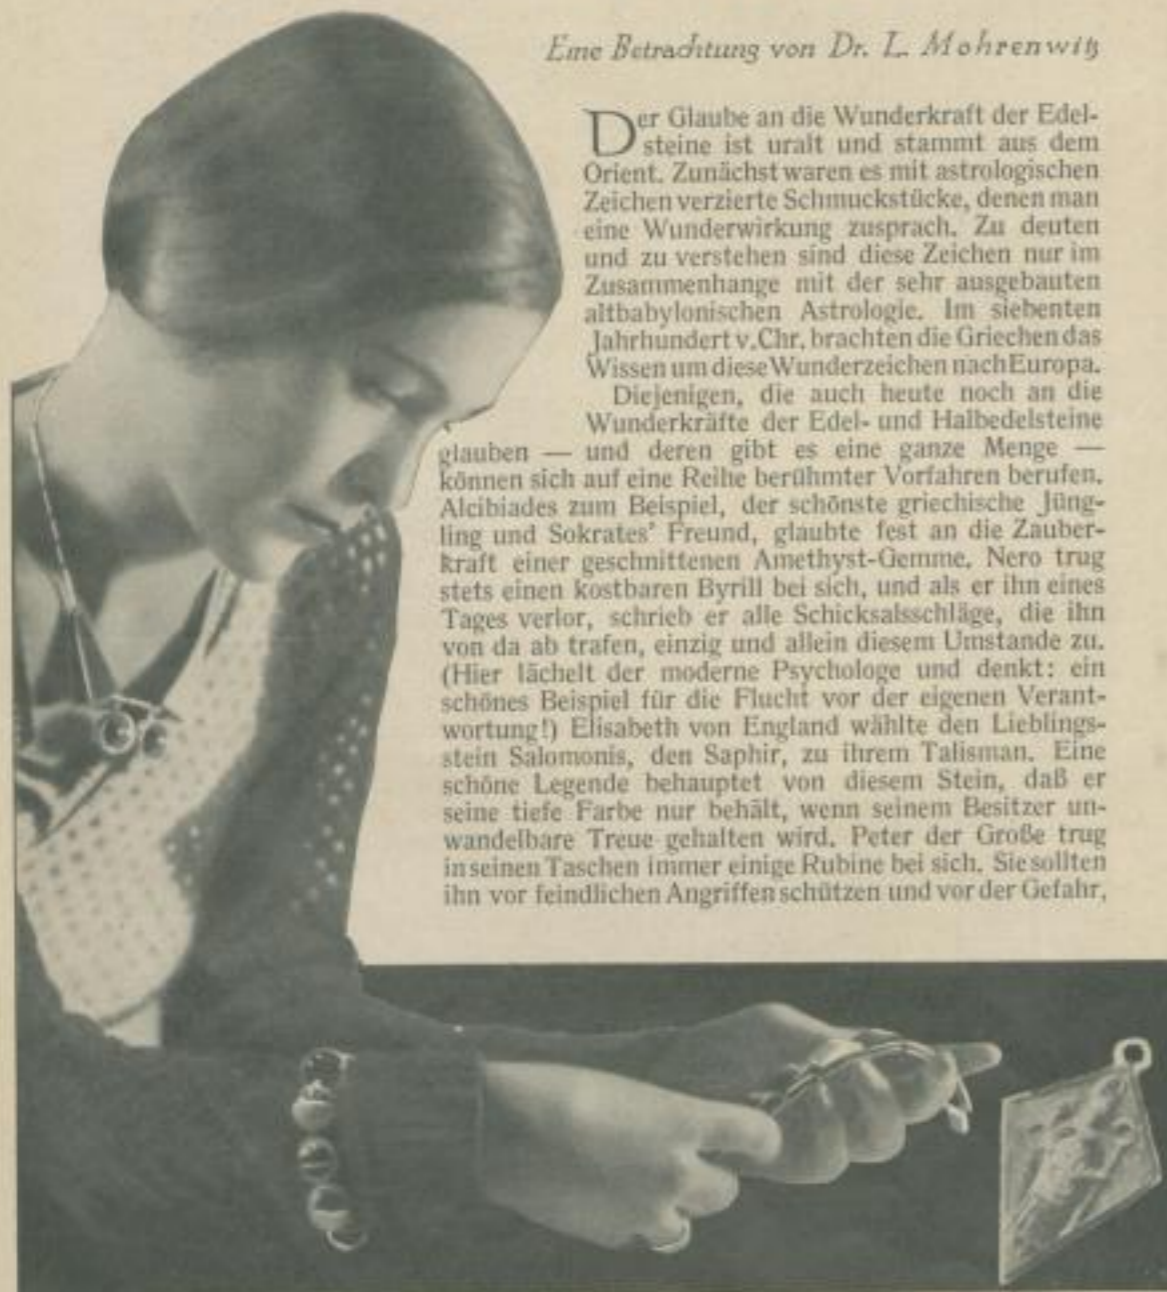 Eine Betrachtung von Dr. L. Mohrenwitz
Der Glaube an die Wunderkraft der Edel-
steine ist uralt und stammt aus dem
Orient. Zunächst waren es mit astrologischen
Zeichen verzierte Schmuckstücke, denen man
eine Wunderwirkung zusprach. Zu deuten
und zu verstehen sind diese Zeichen nur im
Zusammenhange mit der sehr ausgebauten
altbabylonischen Astrologie. Im siebenten
Jahrhundert v. Chr. brachten die Griechen das
Wissen um diese Wunderzeichen nach Europa.
Diejenigen, die auch heute noch an die
Wunderkräfte der Edel- und Halbedelsteine
glauben — und deren gibt es eine ganze Menge —
können sich auf eine Reihe berühmter Vorfahren berufen.
Alcibiades zum Beispiel, der schönste griechische Jüng-
ling und Sokrates' Freund, glaubte fest an die Zauber-
kraft einer geschnittenen Amethyst-Gemme. Nero trug
stets einen kostbaren Byrill bei sich, und als er ihn eines
Tages verlor, schrieb er alle Schicksalsschläge, die ihn
von da ab trafen, einzig und allein diesem Umstande zu.
(Hier lächelt der moderne Psychologe und denkt: ein
schönes Beispiel für die Flucht vor der eigenen Verant-
wortung!) Elisabeth von England wählte den Lieblings-
stein Salomonis, den Saphir, zu ihrem Talisman. Eine
schöne Legende behauptet von diesem Stein, daß er
seine tiefe Farbe nur behält, wenn seinem Besitzer un-
wandelbare Treue gehalten wird. Peter der Große trug
in seinen Taschen immer einige Rubine bei sich. Sie sollten
ihn vor feindlichen Angriffen schützen und vor der Gefahr,